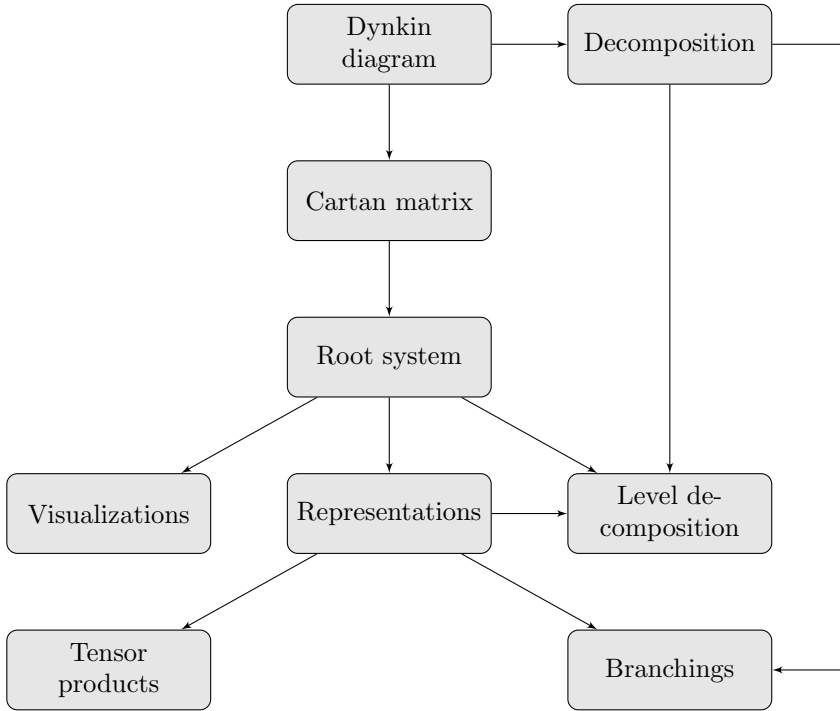 Dynkin
diagram
Decomposition
Cartan matrix
Root system
Visualizations
Representations
Level de-
composition
Tensor
products
Branchings